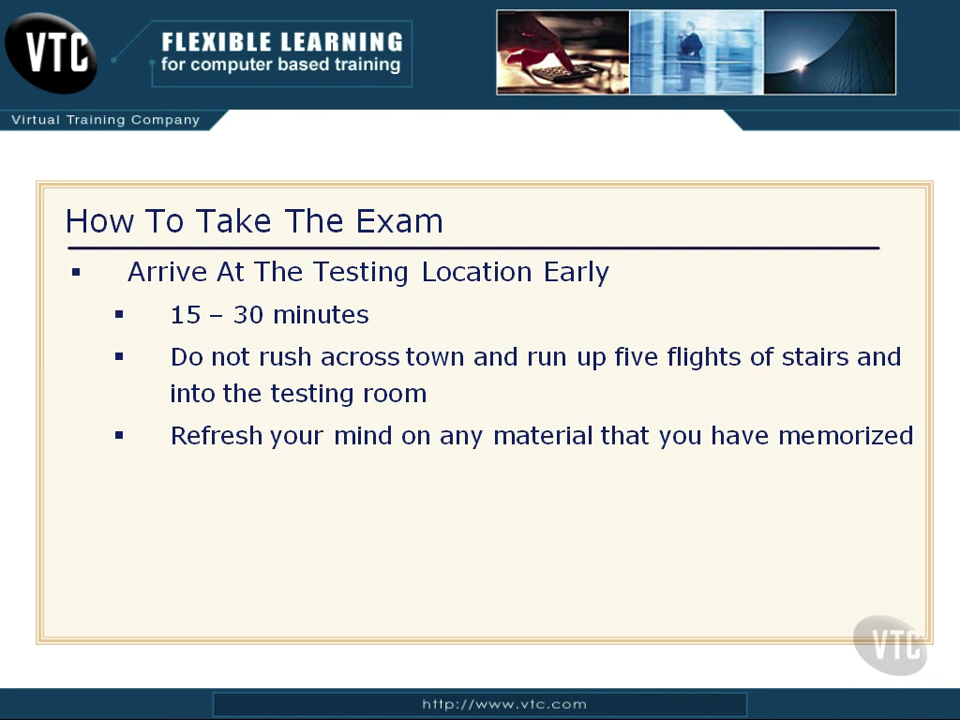 VTC
FLEXIBLE LEARNING
for computer based training
Virtual Training Company
How To Take The Exam
▪ Arrive At The Testing Location Early
▪ 15 – 30 minutes
▪ Do not rush across town and run up five flights of stairs and
into the testing room
▪ Refresh your mind on any material that you have memorized
VTC
http://www.vtc.com